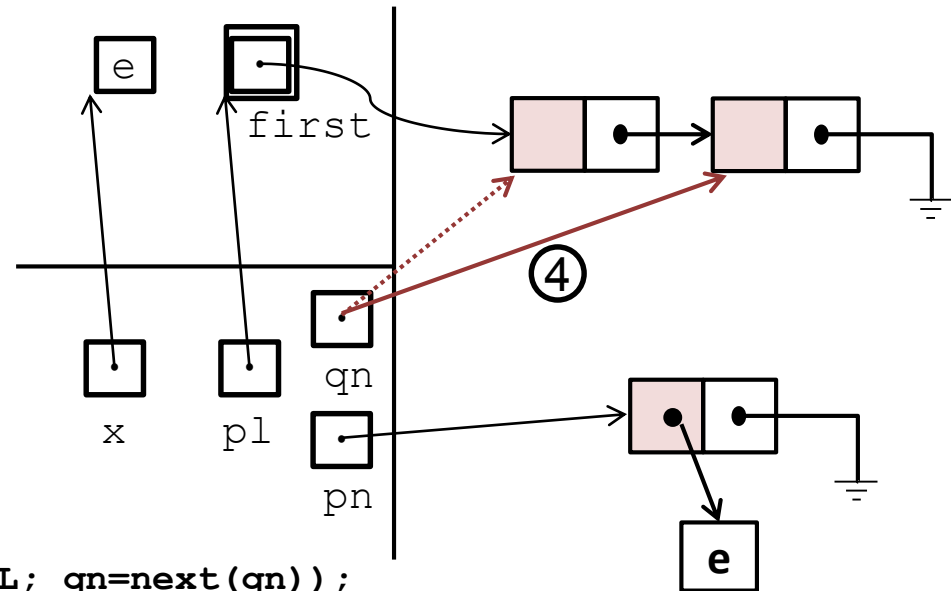 e
first
④
qn
x
pl
pn
e
L; qn=next(qn));